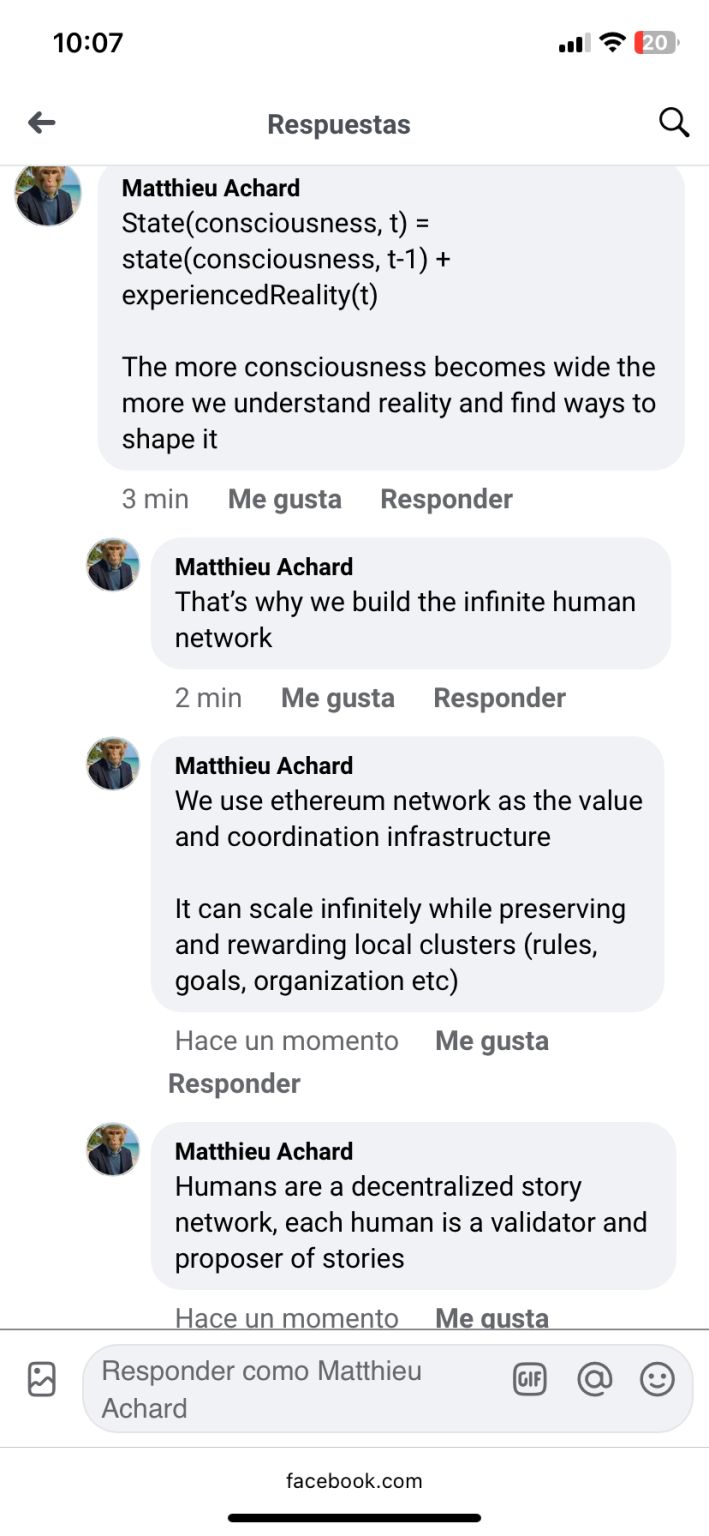 10:07
20
Respuestas
Matthieu Achard
State(consciousness, t) =
state(consciousness, t-1) +
experiencedReality(t)
The more consciousness becomes wide the
more we understand reality and find ways to
shape it
3 min Me gusta Responder
Matthieu Achard
That’s why we build the infinite human
network
2 min Me gusta Responder
Matthieu Achard
We use ethereum network as the value
and coordination infrastructure
It can scale infinitely while preserving
and rewarding local clusters (rules,
goals, organization etc)
Hace un momento Me gusta
Responder
Matthieu Achard
Humans are a decentralized story
network, each human is a validator and
proposer of stories
Hace un momento Me gusta
Responder como Matthieu
Achard
GIF
facebook.com